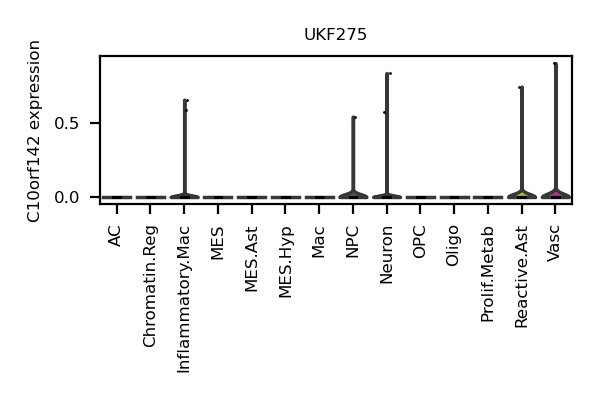 UKF275
C10orf142 expression
0.5
0.0
AC
Chromatin.Reg
Inflammatory.Mac
MES
MES.Ast
MES.Hyp
Mac
NPC
Neuron
OPC
Oligo
Prolif.Metab
Reactive.Ast
Vasc